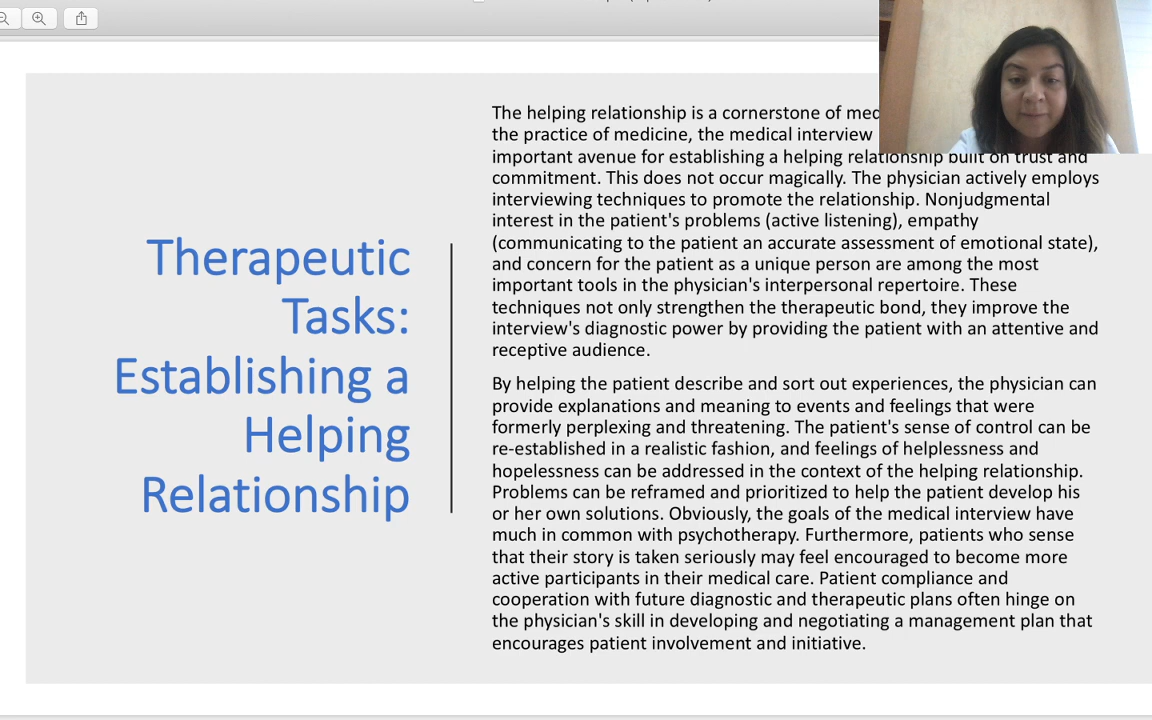 Therapeutic
Tasks:
Establishing a
Helping
Relationship
The helping relationship is a cornerstone of
the practice of medicine, the medical interview
important avenue for establishing a helping relationship built on trust and
commitment. This does not occur magically. The physician actively employs
interviewing techniques to promote the relationship. Nonjudgmental
interest in the patient's problems (active listening), empathy
(communicating to the patient an accurate assessment of emotional state),
and concern for the patient as a unique person are among the most
important tools in the physician's interpersonal repertoire. These
techniques not only strengthen the therapeutic bond, they improve the
interview's diagnostic power by providing the patient with an attentive and
receptive audience.
By helping the patient describe and sort out experiences, the physician can
provide explanations and meaning to events and feelings that were
formerly perplexing and threatening. The patient's sense of control can be
re-established in a realistic fashion, and feelings of helplessness and
hopelessness can be addressed in the context of the helping relationship.
Problems can be reframed and prioritized to help the patient develop his
or her own solutions. Obviously, the goals of the medical interview have
much in common with psychotherapy. Furthermore, patients who sense
that their story is taken seriously may feel encouraged to become more
active participants in their medical care. Patient compliance and
cooperation with future diagnostic and therapeutic plans often hinge on
the physician's skill in developing and negotiating a management plan that
encourages patient involvement and initiative.